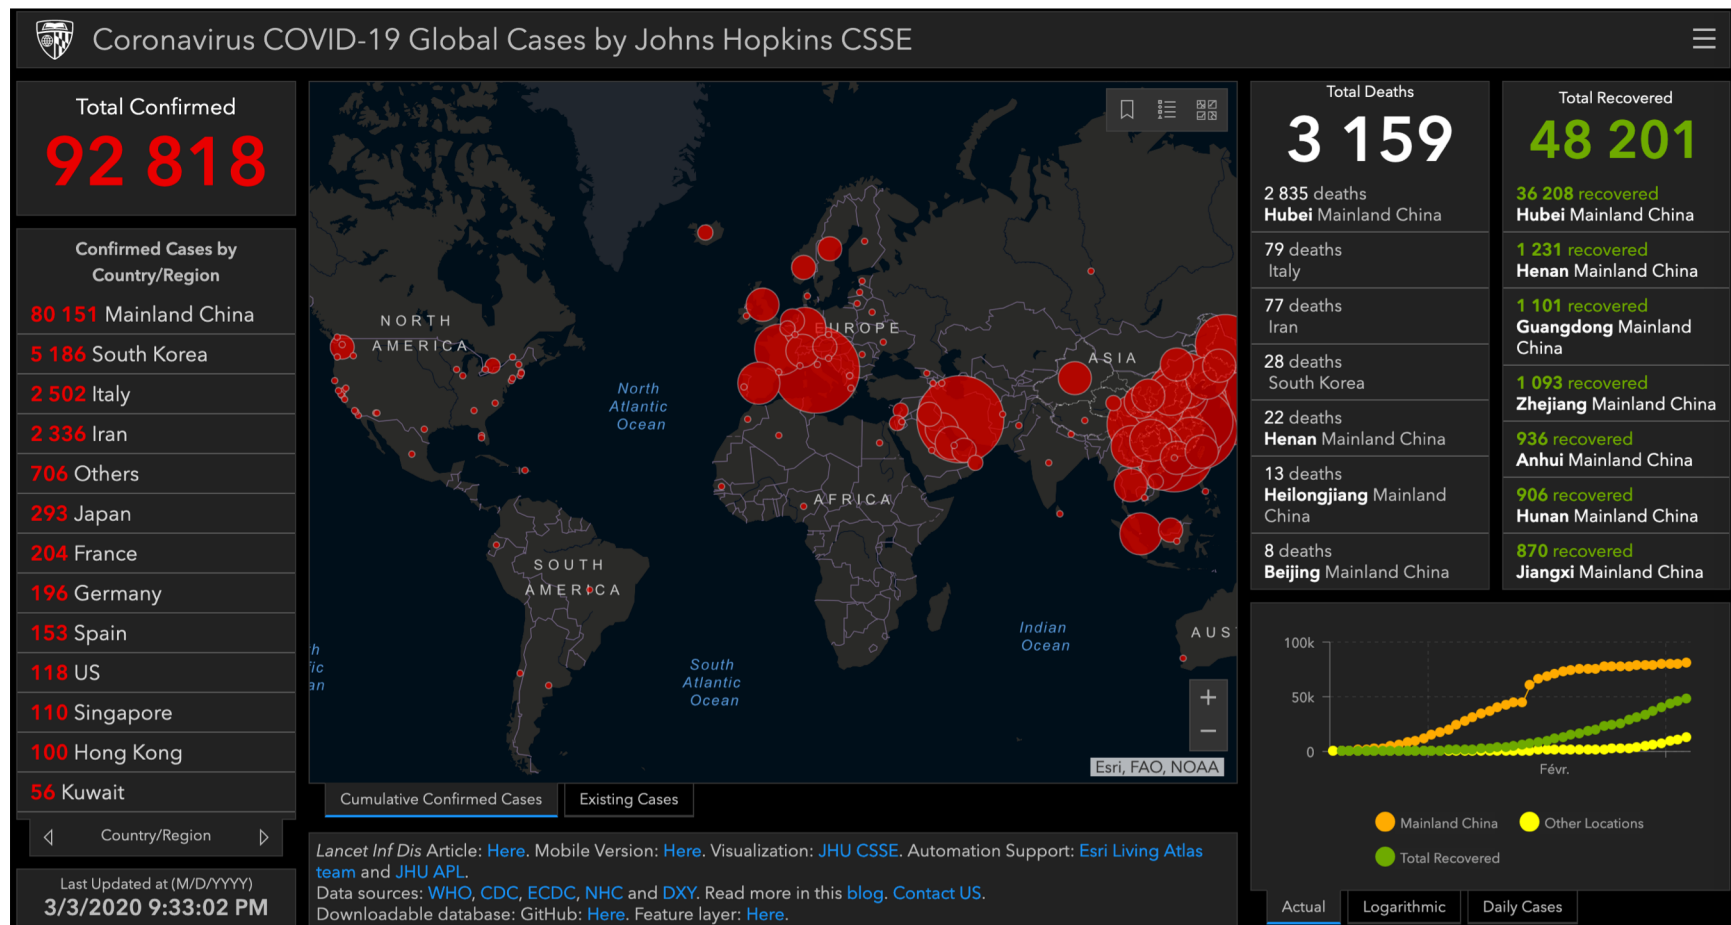 Coronavirus COVID-19 Global Cases by Johns Hopkins CSSE
Total Confirmed
92 818
Confirmed Cases by
Country/Region
80 151 Mainland China
5 186 South Korea
2 502 Italy
2 336 Iran
706 Others
293 Japan
204 France
196 Germany
153 Spain
118 US
110 Singapore
100 Hong Kong
56 Kuwait
Country/Region
Last Updated at (M/D/YYYY)
3/3/2020 9:33:02 PM
NORTH
AMERICA
EUROPE
ASIA
North
Atlantic
Ocean
AFRICA
SOUTH
AMERICA
Indian
Ocean
AUS
South
Atlantic
Ocean
Esri, FAO, NOAA
Cumulative Confirmed Cases
Existing Cases
Lancet Inf Dis Article: Here. Mobile Version: Here. Visualization: JHU CSSE. Automation Support: Esri Living Atlas
team and JHU APL.
Data sources: WHO, CDC, ECDC, NHC and DXY. Read more in this blog. Contact US.
Downloadable database: GitHub: Here. Feature layer: Here.
Total Deaths
3 159
2 835 deaths
Hubei Mainland China
79 deaths
Italy
77 deaths
Iran
28 deaths
South Korea
22 deaths
Henan Mainland China
13 deaths
Heilongjiang Mainland
China
8 deaths
Beijing Mainland China
Total Recovered
48 201
36 208 recovered
Hubei Mainland China
1 231 recovered
Henan Mainland China
1 101 recovered
Guangdong Mainland
China
1 093 recovered
Zhejiang Mainland China
936 recovered
Anhui Mainland China
906 recovered
Hunan Mainland China
870 recovered
Jiangxi Mainland China
100k
50k
0
Févr.
Mainland China
Other Locations
Total Recovered
Actual
Logarithmic
Daily Cases